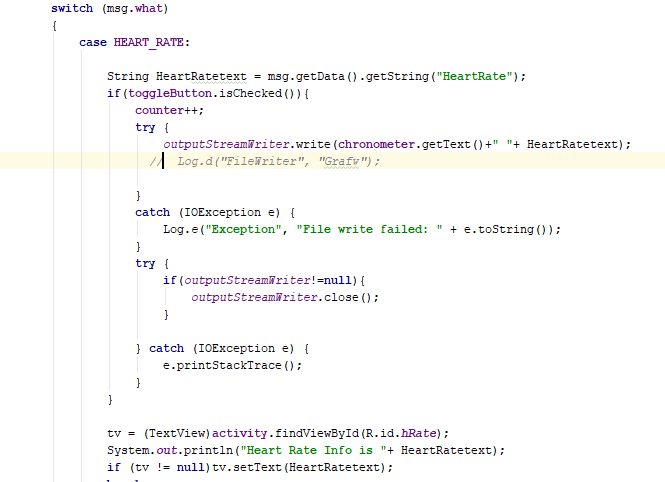 switch (msg.what)
{
case HEART_RATE:
String HeartRatetext = msg.getData().getString("HeartRate");
if(toggleButton.isChecked()){
counter++;
try {
outputStreamWriter.write(chronometer.getText()+" "+ HeartRatetext);
// Log.d("FileWriter", "Grafw");
}
catch (IOException e) {
Log.e("Exception", "File write failed: " + e.toString());
}
try {
if(outputStreamWriter!=null){
outputStreamWriter.close();
}
} catch (IOException e) {
e.printStackTrace();
}
}
tv = (TextView)activity.findViewById(R.id.hRate);
System.out.println("Heart Rate Info is "+ HeartRatetext);
if (tv != null)tv.setText(HeartRatetext);